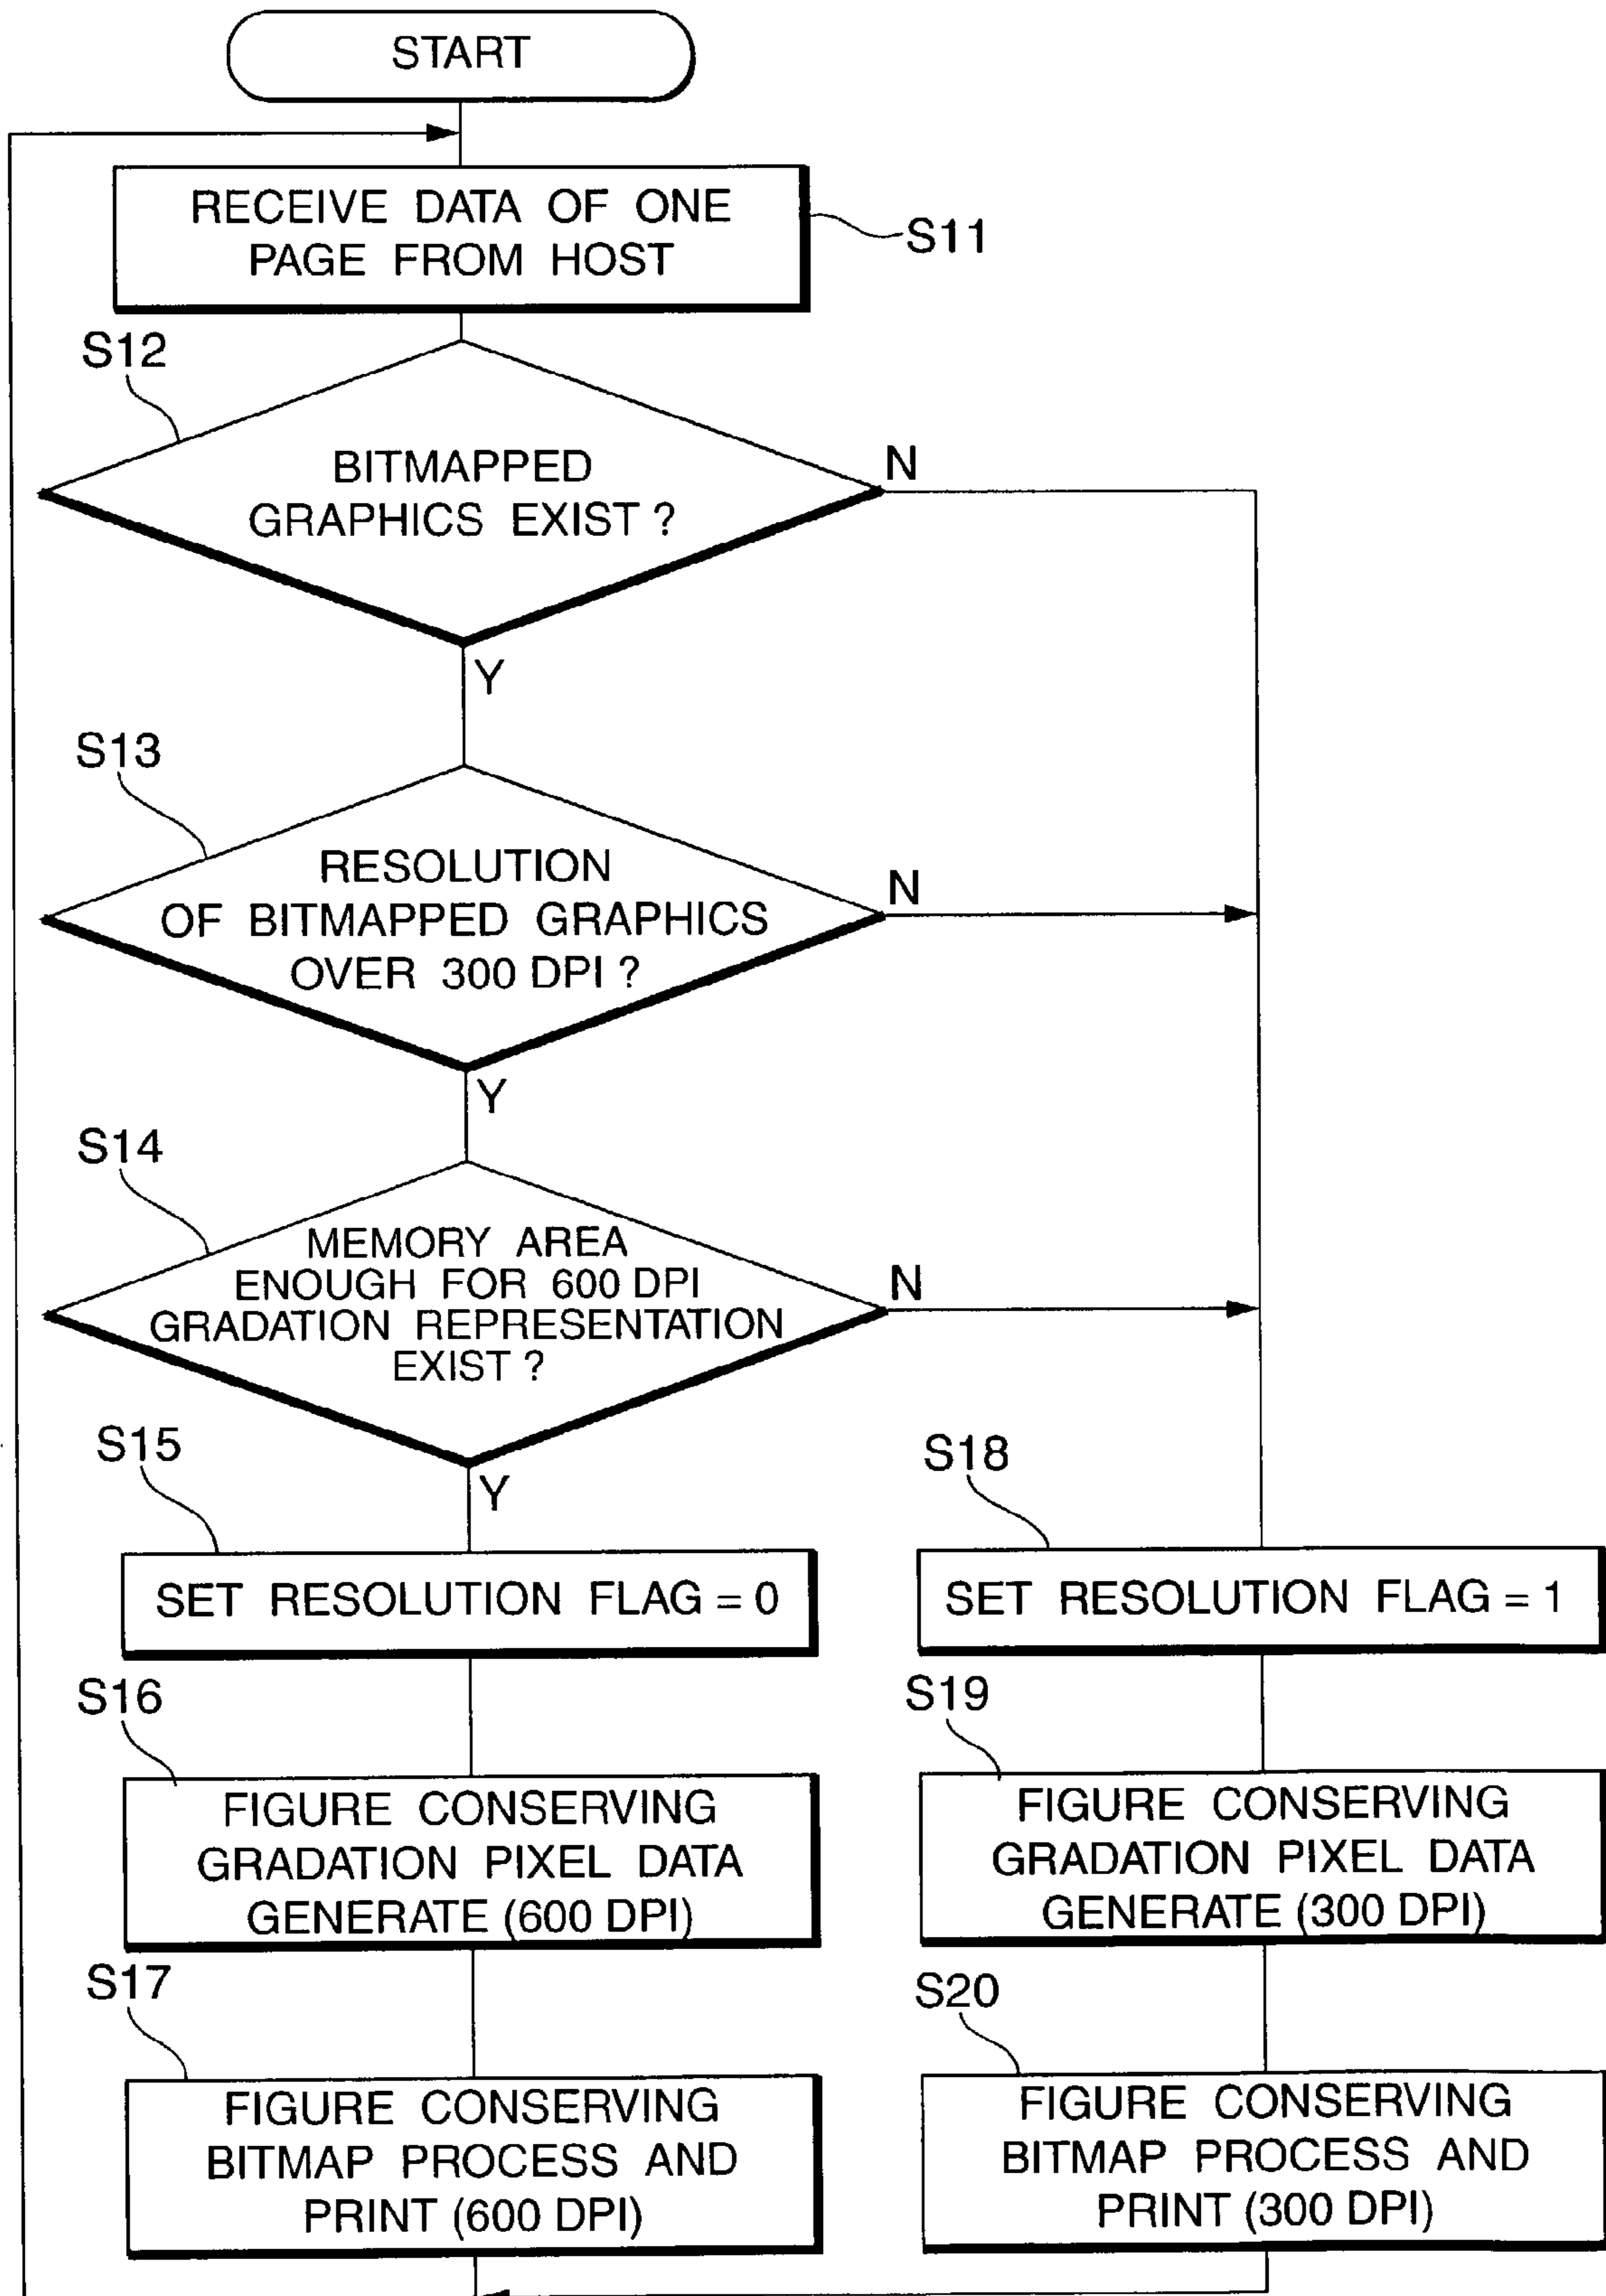 START
RECEIVE DATA OF ONE
PAGE FROM HOST
S11
S12
BITMAPPED
GRAPHICS EXIST ?
N
Y
S13
RESOLUTION
OF BITMAPPED GRAPHICS
OVER 300 DPI ?
N
Y
S14
MEMORY AREA
ENOUGH FOR 600 DPI
GRADATION REPRESENTATION
EXIST ?
N
Y
S15
SET RESOLUTION FLAG = 0
S16
FIGURE CONSERVING
GRADATION PIXEL DATA
GENERATE (600 DPI)
S17
FIGURE CONSERVING
BITMAP PROCESS AND
PRINT (600 DPI)
S18
SET RESOLUTION FLAG = 1
S19
FIGURE CONSERVING
GRADATION PIXEL DATA
GENERATE (300 DPI)
S20
FIGURE CONSERVING
BITMAP PROCESS AND
PRINT (300 DPI)